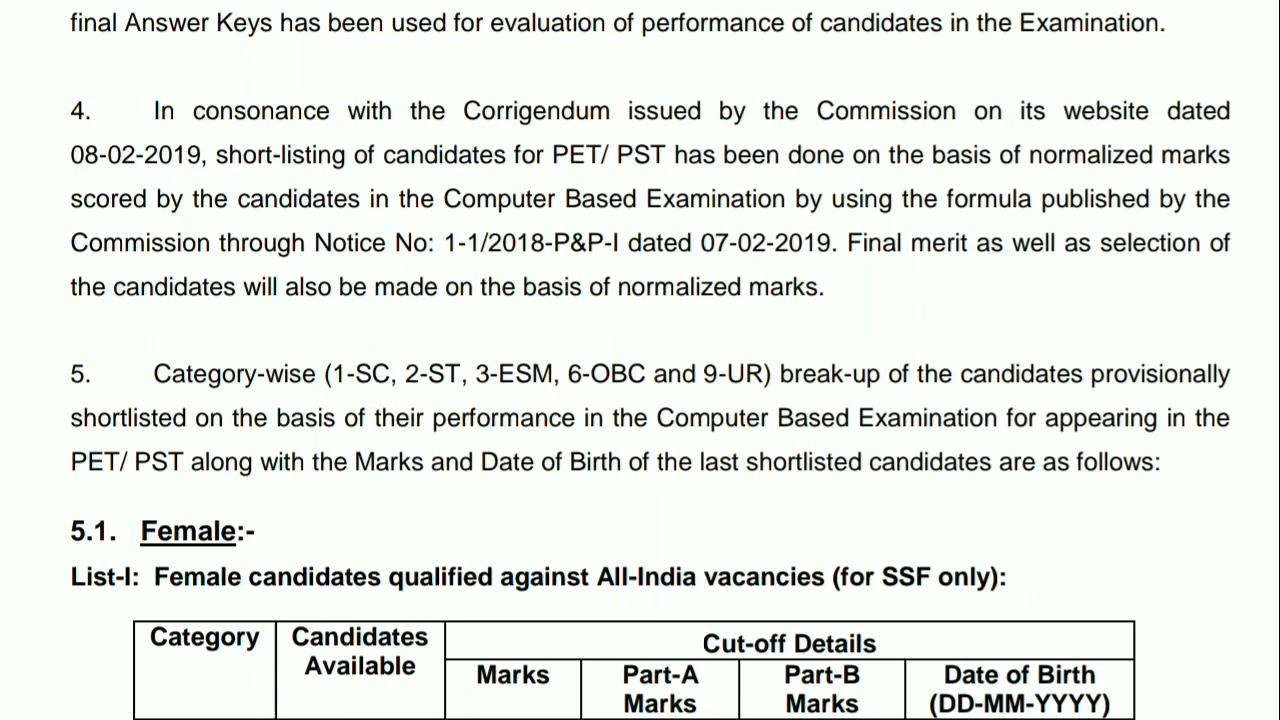 final Answer Keys has been used for evaluation of performance of candidates in the Examination.
4. In consonance with the Corrigendum issued by the Commission on its website dated
08-02-2019, short-listing of candidates for PET/ PST has been done on the basis of normalized marks
scored by the candidates in the Computer Based Examination by using the formula published by the
Commission through Notice No: 1-1/2018-P&P-I dated 07-02-2019. Final merit as well as selection of
the candidates will also be made on the basis of normalized marks.
5. Category-wise (1-SC, 2-ST, 3-ESM, 6-OBC and 9-UR) break-up of the candidates provisionally
shortlisted on the basis of their performance in the Computer Based Examination for appearing in the
PET/ PST along with the Marks and Date of Birth of the last shortlisted candidates are as follows:
5.1. Female:-
List-I: Female candidates qualified against All-India vacancies (for SSF only):
Category
Candidates
Available
Cut-off Details
Marks
Part-A
Marks
Part-B
Marks
Date of Birth
(DD-MM-YYYY)